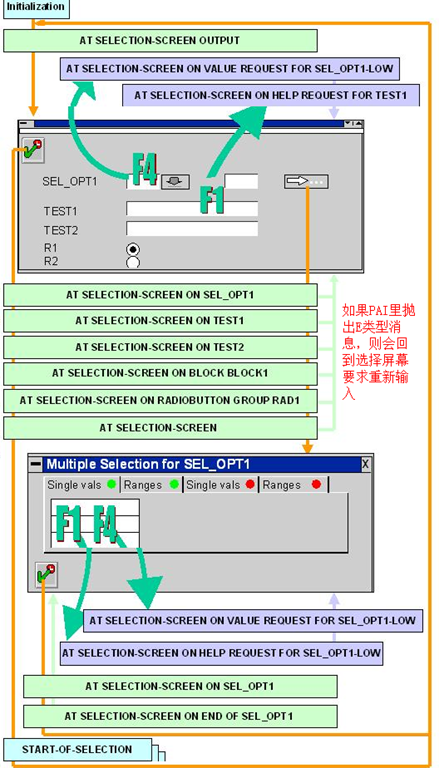 Initialization
AT SELECTION-SCREEN OUTPUT
AT SELECTION-SCREEN ON VALUE REQUEST FOR SEL_OPT1-LOW
AT SELECTION-SCREEN ON HELP REQUEST FOR TEST1
SEL_OPT1
F4
F1
TEST1
TEST2
R1
R2
AT SELECTION-SCREEN ON SEL_OPT1
AT SELECTION-SCREEN ON TEST1
AT SELECTION-SCREEN ON TEST2
AT SELECTION-SCREEN ON BLOCK BLOCK1
AT SELECTION-SCREEN ON RADIOBUTTON GROUP RAD1
AT SELECTION-SCREEN
如果PAI里抛
出E类型消
息，则会回
到选择屏幕
要求重新输
入
Multiple Selection for SEL_OPT1 X
Single vals Ranges Single vals Ranges
F1 F4
AT SELECTION-SCREEN ON VALUE REQUEST FOR SEL_OPT1-LOW
AT SELECTION-SCREEN ON HELP REQUEST FOR SEL_OPT1-LOW
AT SELECTION-SCREEN ON SEL_OPT1
AT SELECTION-SCREEN ON END OF SEL_OPT1
START-OF-SELECTION